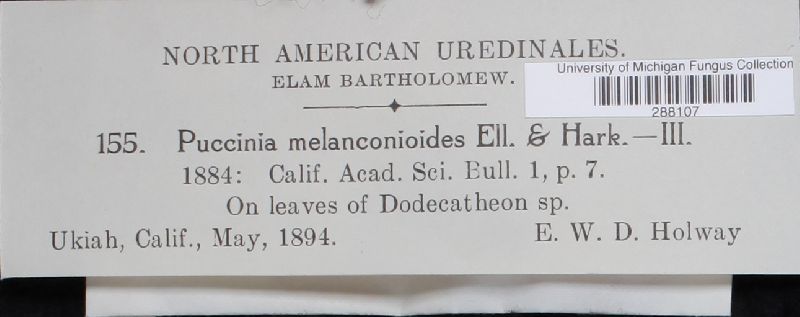 NORTH AMERICAN UREDINALES.
ELAM BARTHOLOMEW.
University of Michigan Fungus Collection
288107
155. Puccinia melanconioides Ell. & Hark.—III.
1884: Calif. Acad. Sci. Bull. 1, p. 7.
On leaves of Dodecatheon sp.
Ukiah, Calif., May, 1894. E. W. D. Holway